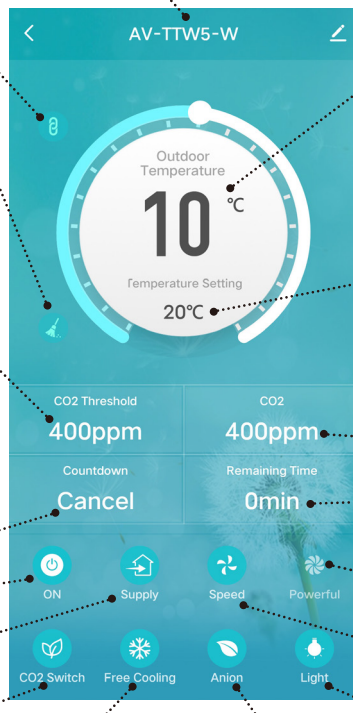 AV-TTW5-W
Outdoor
Temperature
10 ℃
Temperature Setting
20℃
CO2 Threshold
400ppm
CO2
400ppm
Countdown
Cancel
Remaining Time
0min
ON
Supply
Speed
Powerful
CO2 Switch
Free Cooling
Anion
Light